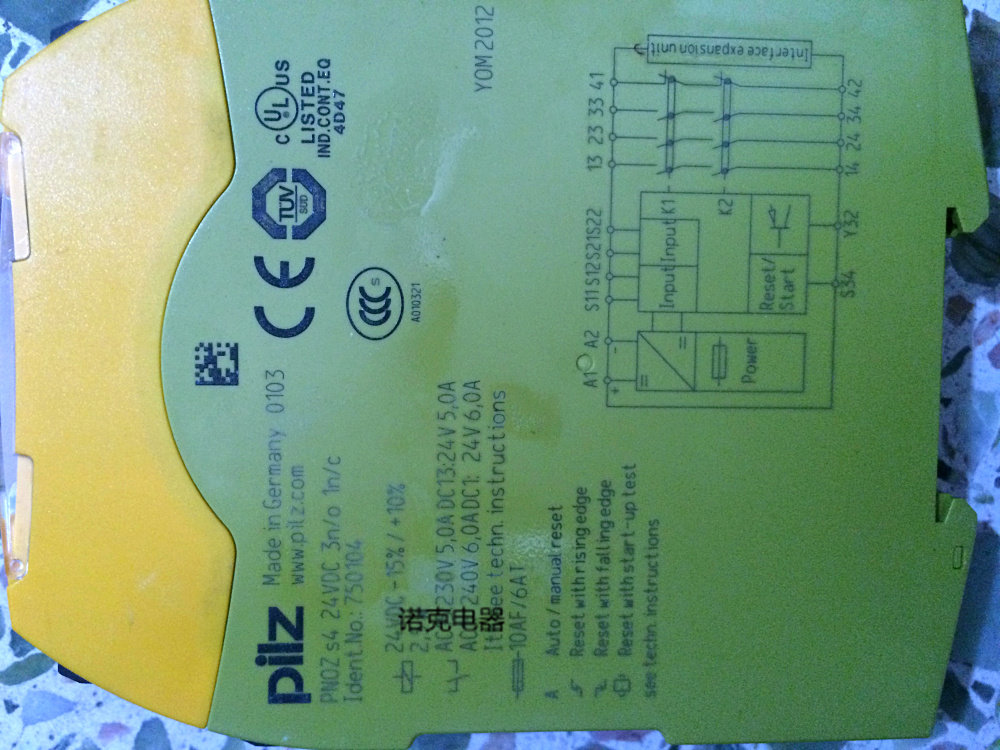 pilz
Made in Germany 0103
www.pilz.com
PNOZ s4 24VDC 3n/o 1n/c
Ident.No.: 750104
24VDC -15% / +10%
230V 5,0A DC13:24V 5,0A
240V 6,0A DC1: 24V 6,0A
see techn. instructions
10AF/6AT
诺克电器
A Auto / manual reset
Reset with rising edge
Reset with falling edge
Reset with start-up test
see techn. instructions
C UL US
LISTED
IND.CONT.EQ
4D47
TÜV
SÜD
CE
CCC S
A010321
YOM 2012
A1 A2 S11 S12 S21 S22 13 23 33 41
+ -
Power
Input Input
K1
K2
Reset/
Start
Interface expansion unit
S34 Y32 14 24 34 42